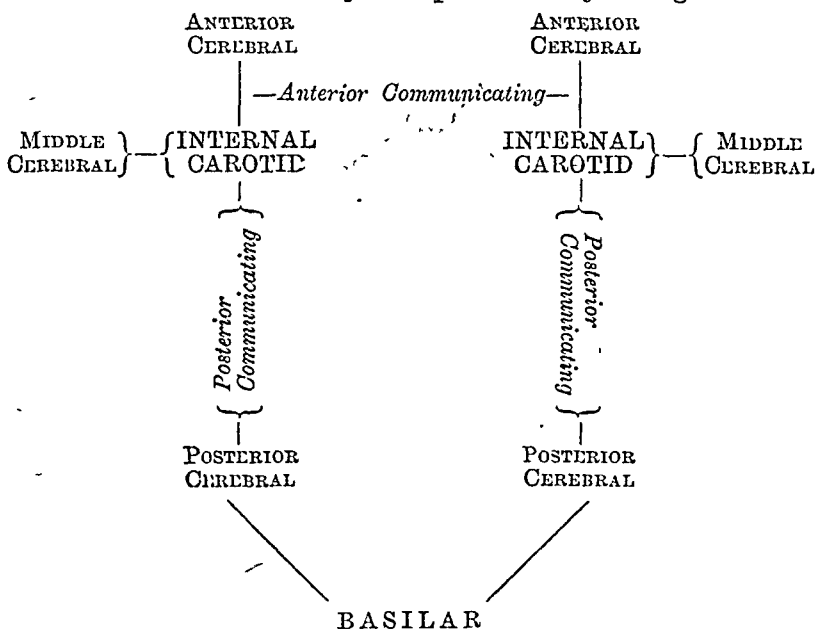 ANTERIOR CEREBRAL
ANTERIOR CEREBRAL
—Anterior Communicating—
MIDDLE CEREBRAL
INTERNAL CAROTID
INTERNAL CAROTID
MIDDLE CEREBRAL
Posterior Communicating
Posterior Communicating
POSTERIOR CEREBRAL
POSTERIOR CEREBRAL
BASILAR